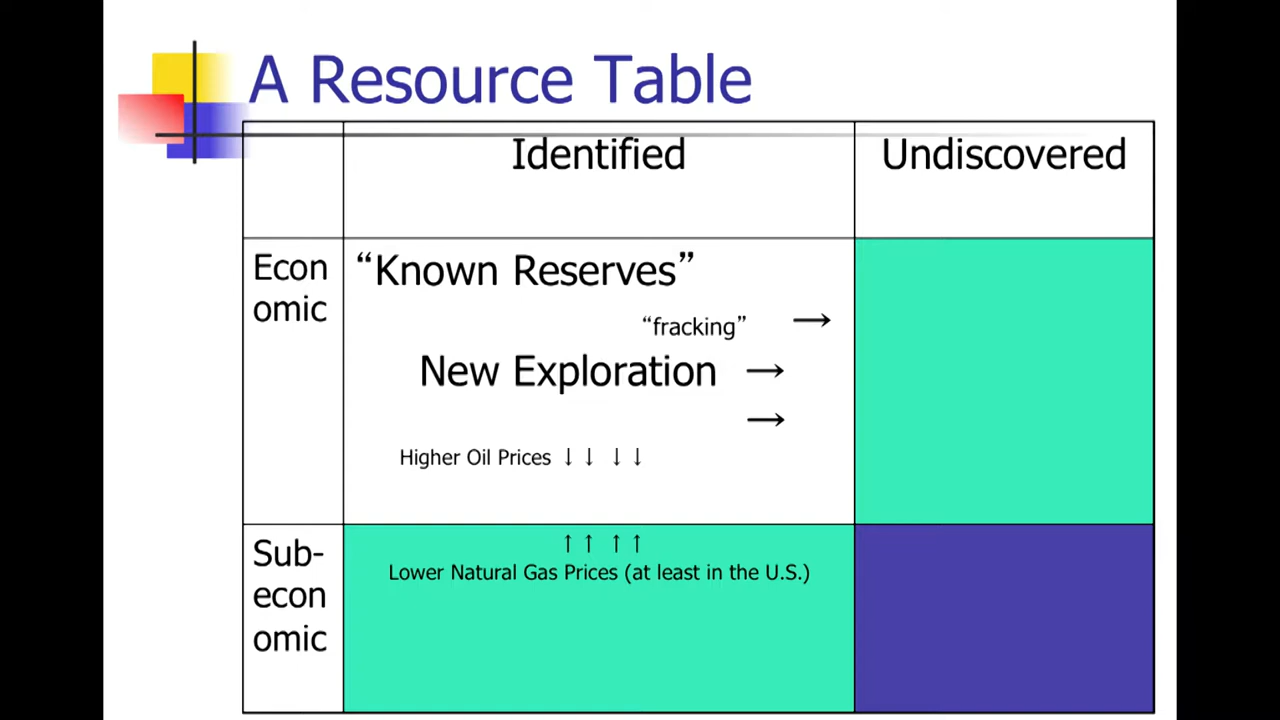 A Resource Table
Identified
Undiscovered
Econ
omic
“Known Reserves”
“fracking” →
New Exploration →
→
Higher Oil Prices ↓ ↓ ↓ ↓
Sub-
econ
omic
↑ ↑ ↑ ↑
Lower Natural Gas Prices (at least in the U.S.)